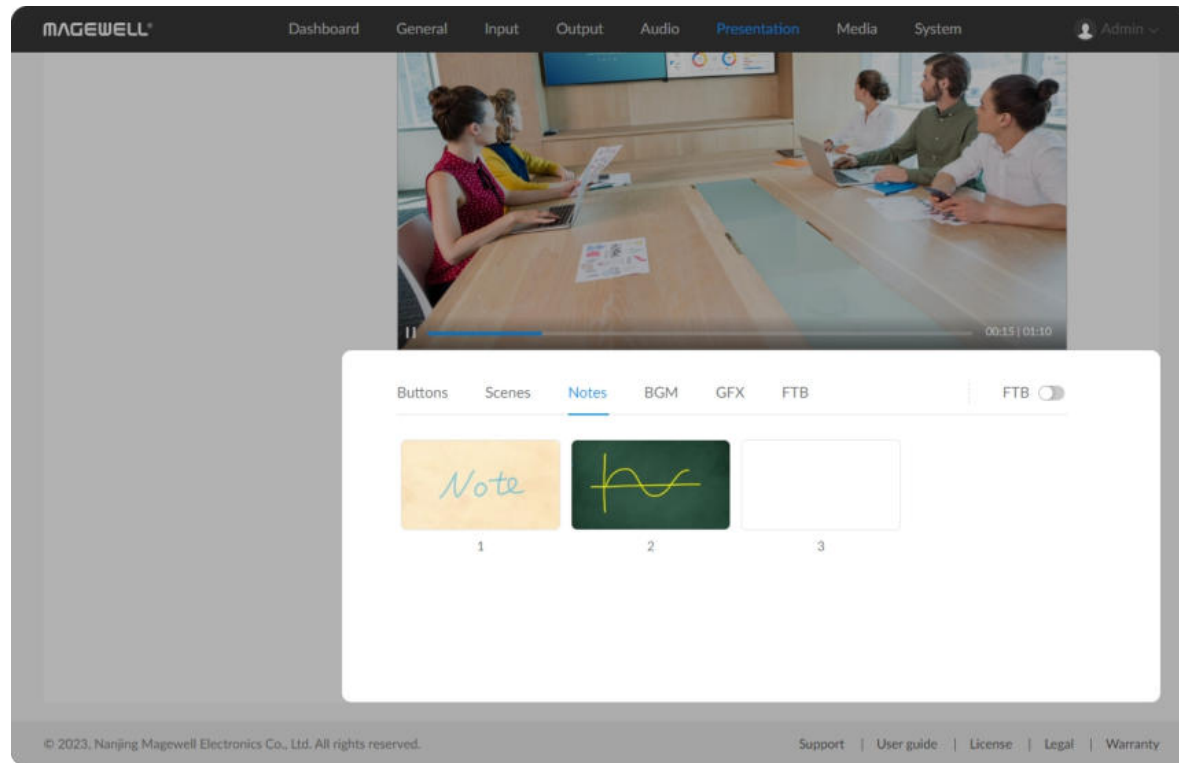 MAGEWELL® Dashboard General Input Output Audio Presentation Media System Admin
00:15 | 01:10
Buttons Scenes Notes BGM GFX FTB FTB
Note
1 2 3
© 2023. Nanjing Magewell Electronics Co., Ltd. All rights reserved. Support | User guide | License | Legal | Warranty